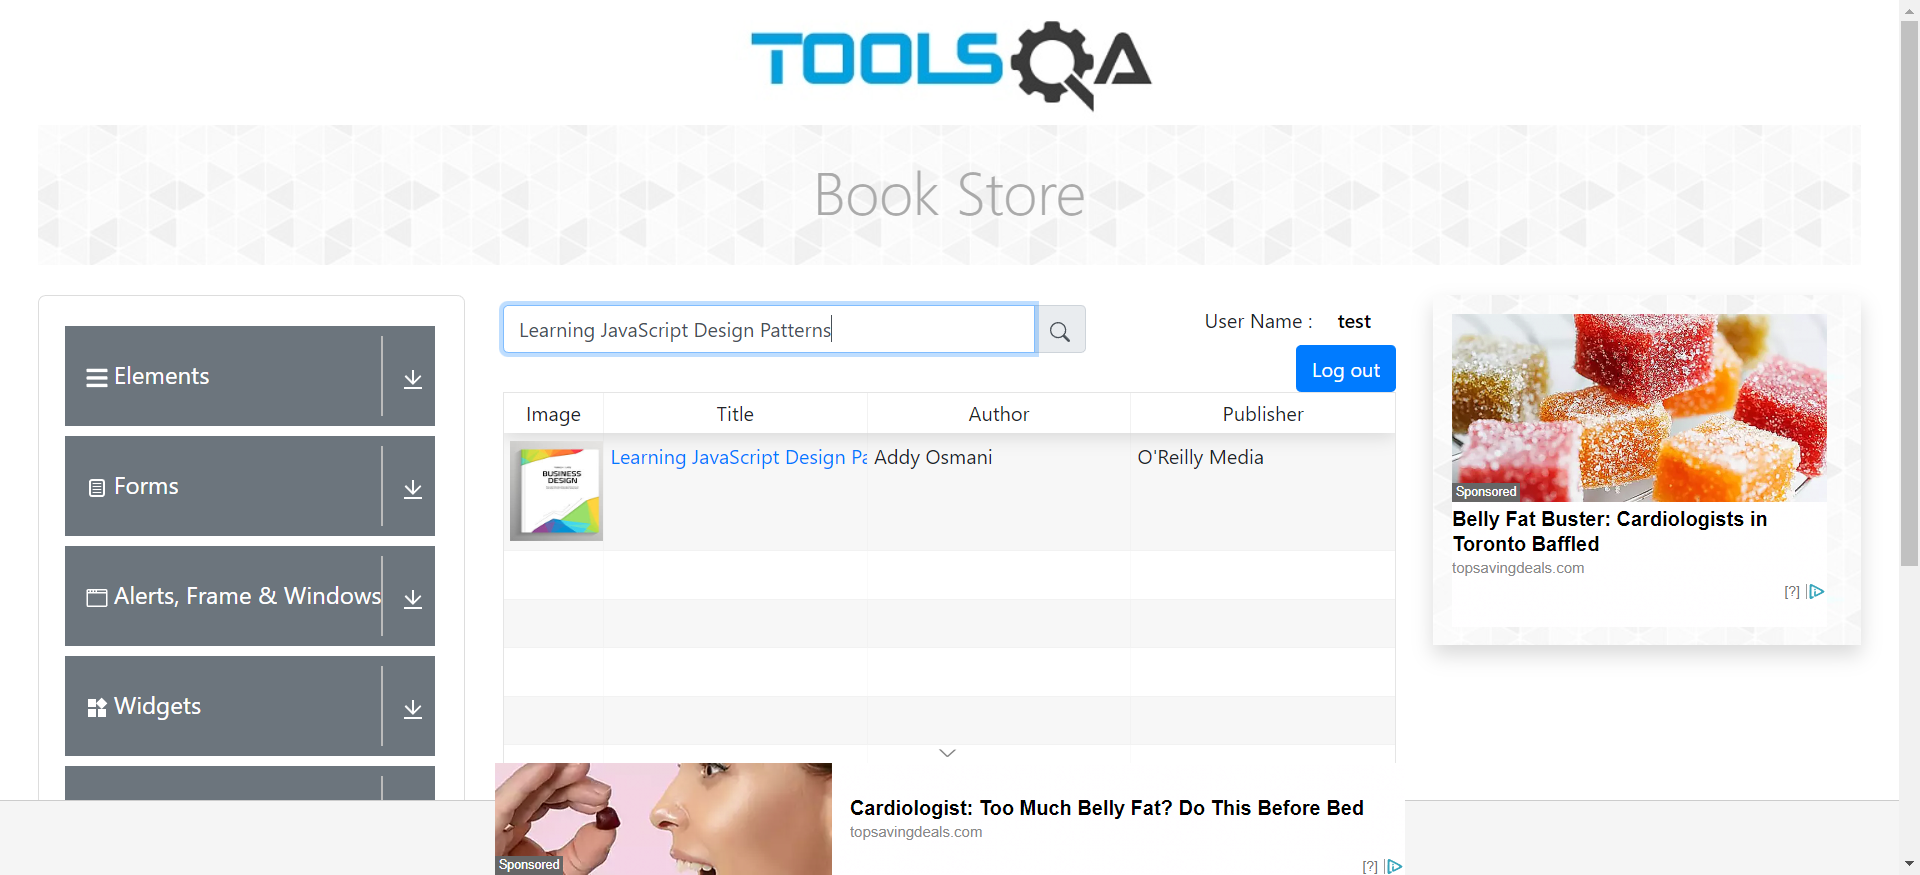 TOOLSQA
Book Store
Elements
Forms
Alerts, Frame & Windows
Widgets
Learning JavaScript Design Patterns
User Name : test
Log out
Image Title Author Publisher
BUSINESS
DESIGN
Learning JavaScript Design Pa Addy Osmani O'Reilly Media
Sponsored
Belly Fat Buster: Cardiologists in
Toronto Baffled
topsavingdeals.com
[?]
Sponsored
Cardiologist: Too Much Belly Fat? Do This Before Bed
topsavingdeals.com
[?]